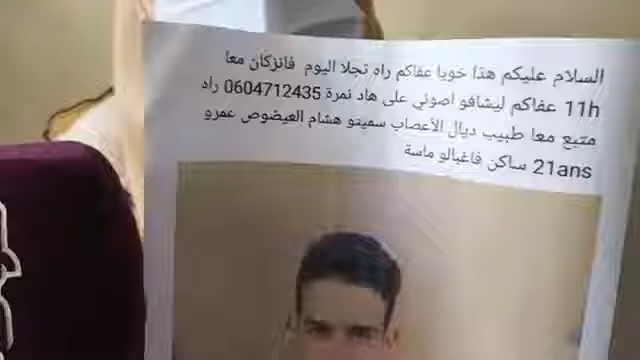 السلام عليكم هذا خويا عفاكم راه تجلا اليوم فانزكان معا
11h عفاكم ليشافو اصوني على هاد نمرة 0604712435 راه
متبع معا طبيب ديال الأعصاب سميتو هشام العيضوص عمرو
21ans ساكن فاغبالو ماسة